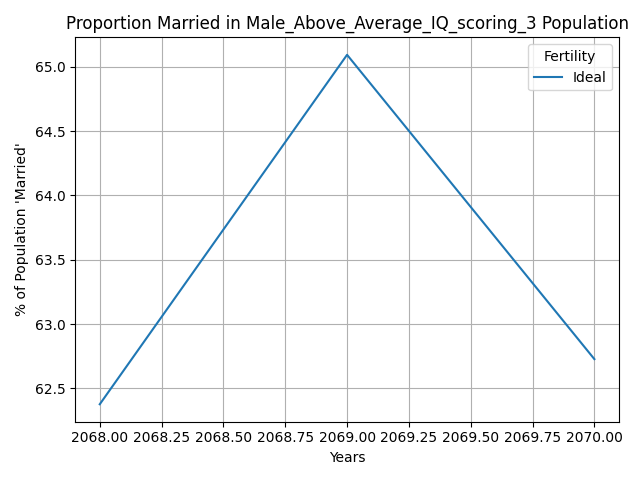 Proportion Married in Male_Above_Average_IQ_scoring_3 Population
Fertility
Ideal
% of Population 'Married'
65.0
64.5
64.0
63.5
63.0
62.5
2068.00 2068.25 2068.50 2068.75 2069.00 2069.25 2069.50 2069.75 2070.00
Years